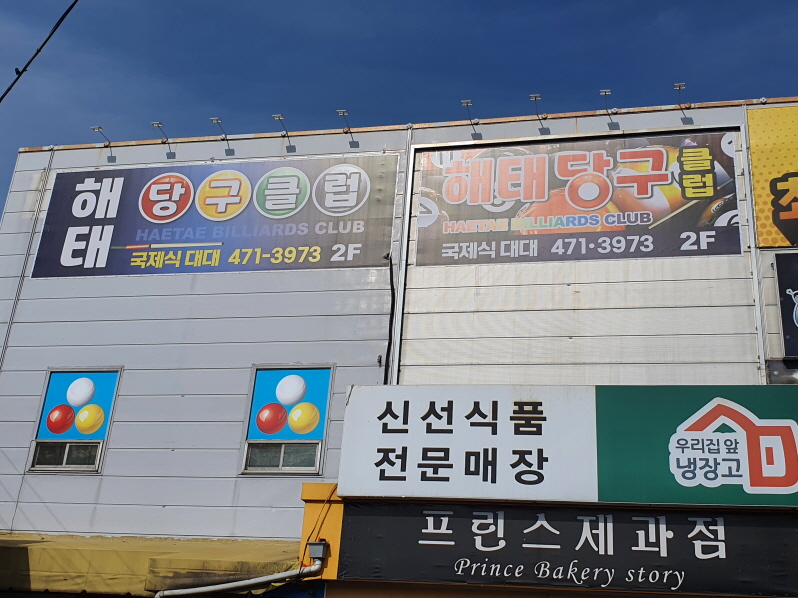 해태
당구클럽
HAETAE BILLIARDS CLUB
국제식 대대 471-3973 2F
해태당구클럽
HAETAE BILLIARDS CLUB
국제식 대대 471·3973 2F
신선식품
전문매장
우리집 앞
냉장고
프린스제과점
Prince Bakery story